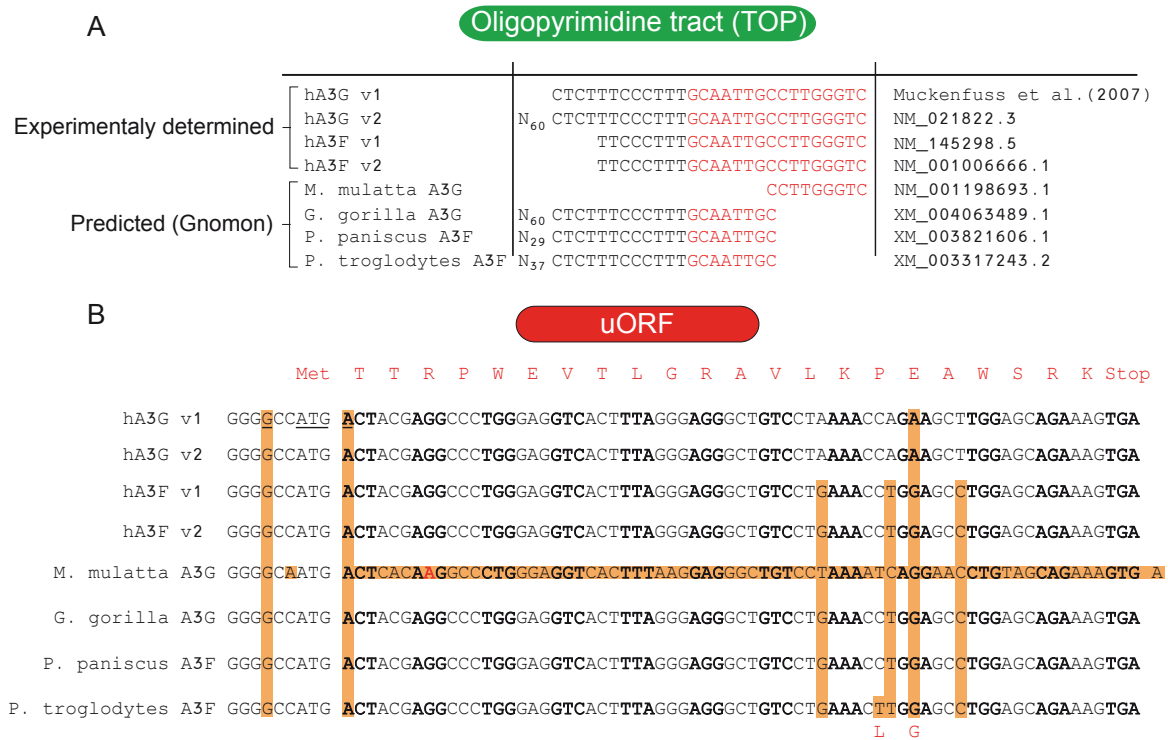 A
Oligopyrimidine tract (TOP)
hA3G v1 CTCTTTCCCTTTGCAATTGCCTTGGGTC Muckenfuss et al.(2007)
Experimentaly determined
hA3G v2 N60 CTCTTTCCCTTTGCAATTGCCTTGGGTC NM_021822.3
hA3F v1 TTCCCTTTGCAATTGCCTTGGGTC NM_145298.5
hA3F v2 TTCCCTTTGCAATTGCCTTGGGTC NM_001006666.1
M. mulatta A3G CCTTGGGTC NM_001198693.1
Predicted (Gnomon)
G. gorilla A3G N60 CTCTTTCCCTTTGCAATTGC XM_004063489.1
P. paniscus A3F N29 CTCTTTCCCTTTGCAATTGC XM_003821606.1
P. troglodytes A3F N37 CTCTTTCCCTTTGCAATTGC XM_003317243.2
B
uORF
Met T T R P W E V T L G R A V L K P E A W S R K Stop
hA3G v1 GGGGCCATG ACTACGAGGCCCTGGGAGGTCACTTTAGGGAGGGCTGTCCTAAAACCAGAAGCTTGGAGCAGAAAGTGA
hA3G v2 GGGGCCATG ACTACGAGGCCCTGGGAGGTCACTTTAGGGAGGGCTGTCCTAAAACCAGAAGCTTGGAGCAGAAAGTGA
hA3F v1 GGGGCCATG ACTACGAGGCCCTGGGAGGTCACTTTAGGGAGGGCTGTCCTGAAACCTGGAGCCTGGAGCAGAAAGTGA
hA3F v2 GGGGCCATG ACTACGAGGCCCTGGGAGGTCACTTTAGGGAGGGCTGTCCTGAAACCTGGAGCCTGGAGCAGAAAGTGA
M. mulatta A3G GGGGCAATG ACTCACAAGGCCCTGGGAGGTCACTTTAAGGAGGGCTGTCCTAAAATCAGGAACCTGTAGCAGAAAGTG A
G. gorilla A3G GGGGCCATG ACTACGAGGCCCTGGGAGGTCACTTTAGGGAGGGCTGTCCTGAAACCTGGAGCCTGGAGCAGAAAGTGA
P. paniscus A3F GGGGCCATG ACTACGAGGCCCTGGGAGGTCACTTTAGGGAGGGCTGTCCTGAAACCTGGAGCCTGGAGCAGAAAGTGA
P. troglodytes A3F GGGGCCATG ACTACGAGGCCCTGGGAGGTCACTTTAGGGAGGGCTGTCCTGAAACTTGGAGCCTGGAGCAGAAAGTGA
L G